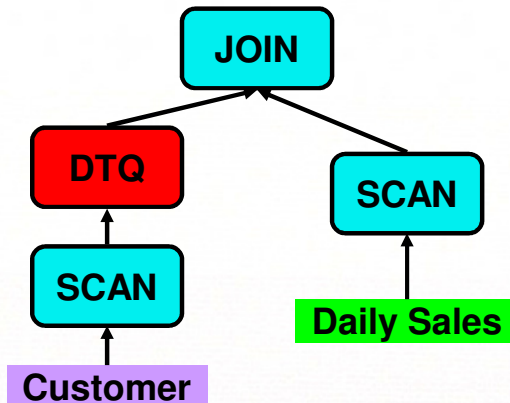 JOIN
DTQ
SCAN
SCAN
Daily Sales
Customer